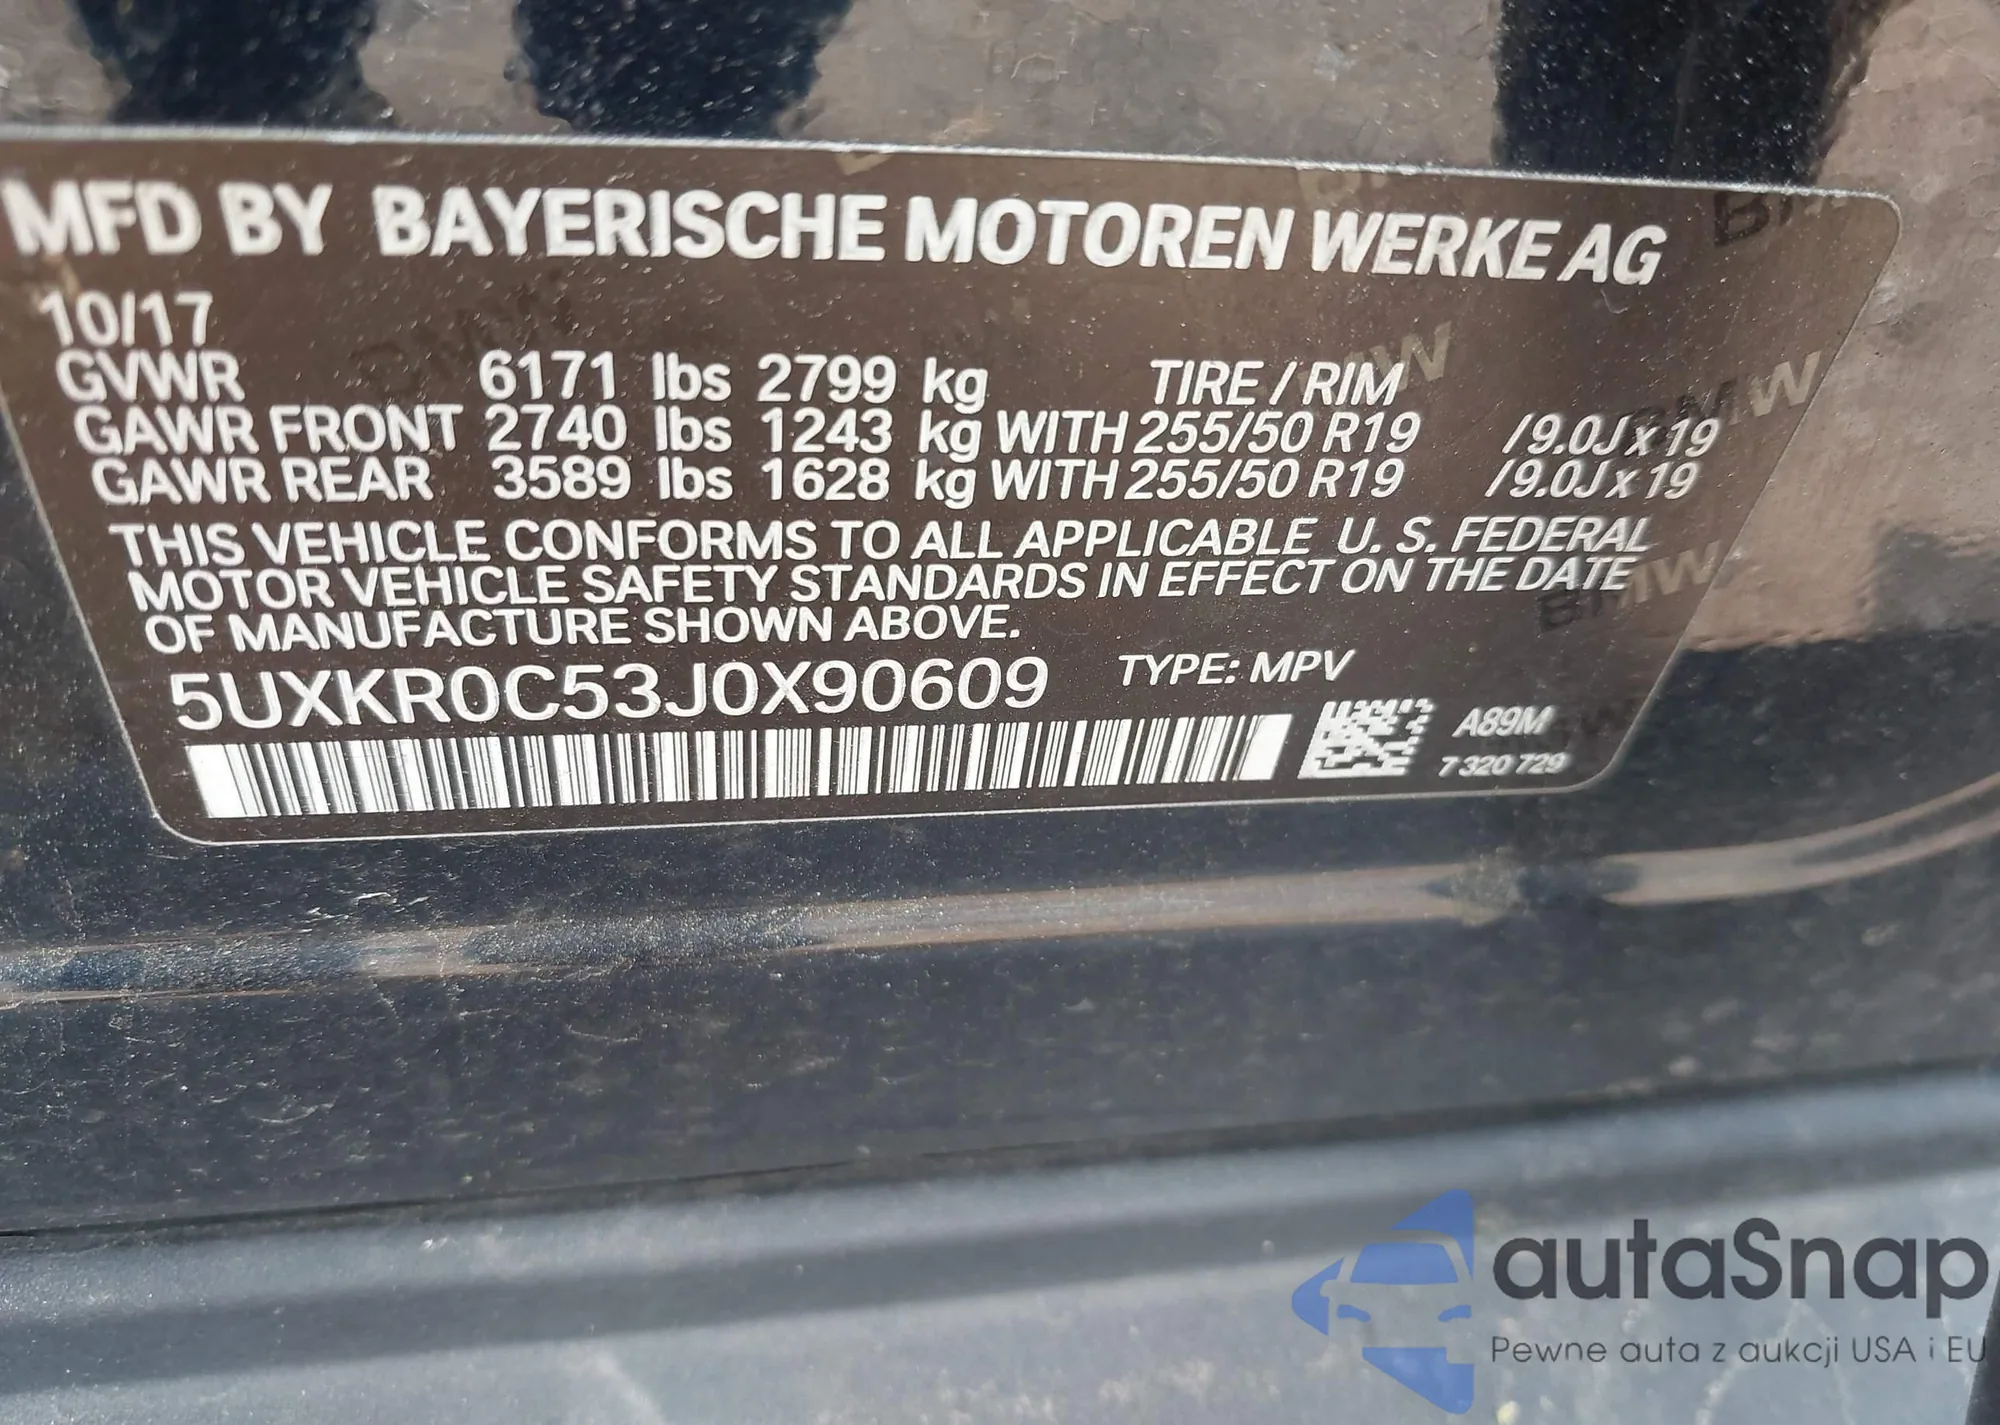 MFD BY BAYERISCHE MOTOREN WERKE AG
10/17
GVWR 6171 lbs 2799 kg TIRE / RIM
GAWR FRONT 2740 lbs 1243 kg WITH 255/50 R19 /9.0J x 19
GAWR REAR 3589 lbs 1628 kg WITH 255/50 R19 /9.0J x 19
THIS VEHICLE CONFORMS TO ALL APPLICABLE U. S. FEDERAL
MOTOR VEHICLE SAFETY STANDARDS IN EFFECT ON THE DATE
OF MANUFACTURE SHOWN ABOVE.
5UXKR0C53J0X90609 TYPE: MPV
A89M
7 320 729
autaSnap
Pewne auta z aukcji USA i EU